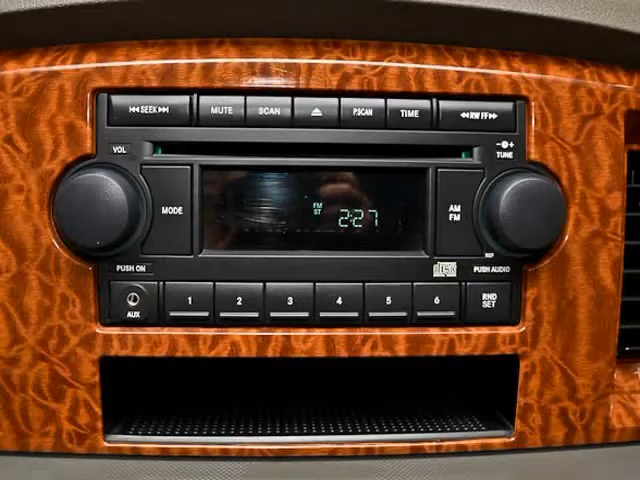 SEEK MUTE SCAN P.SCAN TIME RW FF
VOL TUNE
MODE FM ST 2:27 AM FM
PUSH ON DISC PUSH AUDIO
AUX 1 2 3 4 5 6 RND SET